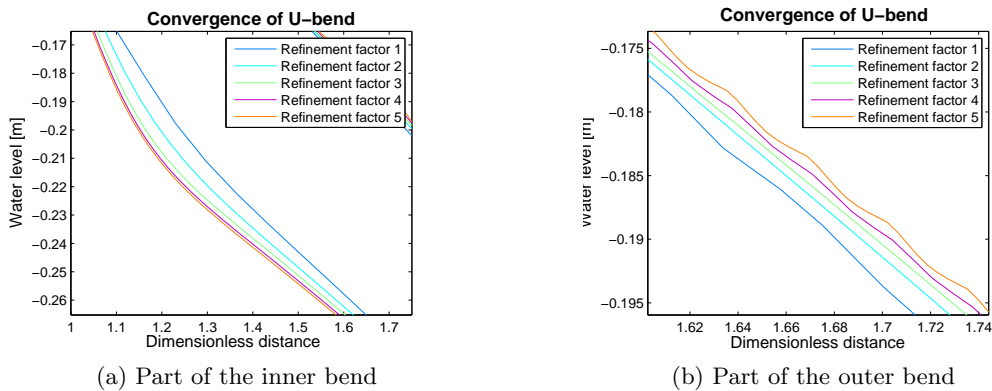 Convergence of U−bend
Water level [m]
−0.17
−0.18
−0.19
−0.2
−0.21
−0.22
−0.23
−0.24
−0.25
−0.26
Refinement factor 1
Refinement factor 2
Refinement factor 3
Refinement factor 4
Refinement factor 5
1 1.1 1.2 1.3 1.4 1.5 1.6 1.7
Dimensionless distance
(a) Part of the inner bend
Convergence of U−bend
Water level [m]
−0.175
−0.18
−0.185
−0.19
−0.195
Refinement factor 1
Refinement factor 2
Refinement factor 3
Refinement factor 4
Refinement factor 5
1.62 1.64 1.66 1.68 1.7 1.72 1.74
Dimensionless distance
(b) Part of the outer bend